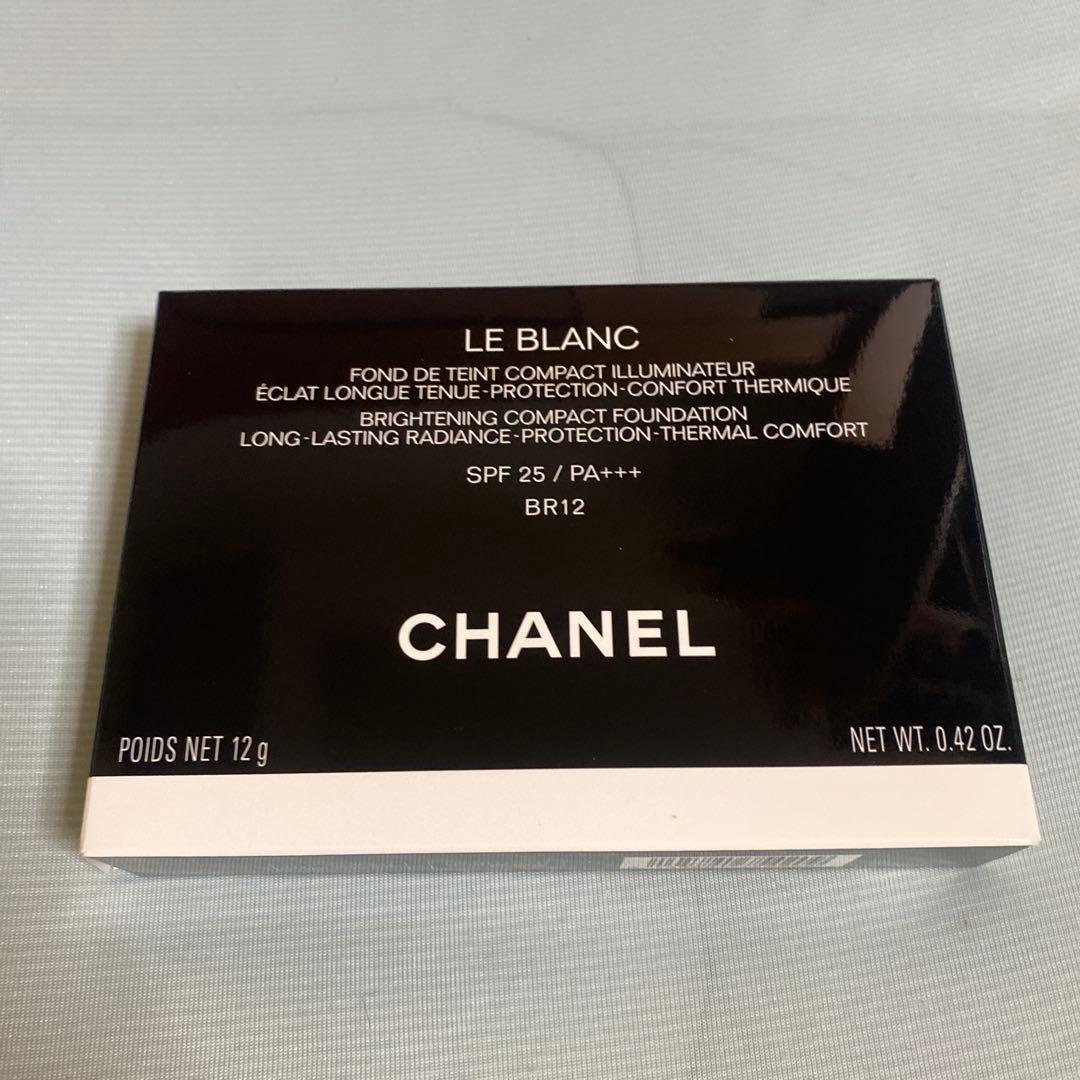 LE BLANC
FOND DE TEINT COMPACT ILLUMINATEUR
ÉCLAT LONGUE TENUE-PROTECTION-CONFORT THERMIQUE
BRIGHTENING COMPACT FOUNDATION
LONG-LASTING RADIANCE-PROTECTION-THERMAL COMFORT
SPF 25 / PA+++
BR12
CHANEL
POIDS NET 12 g
NET WT. 0.42 OZ.